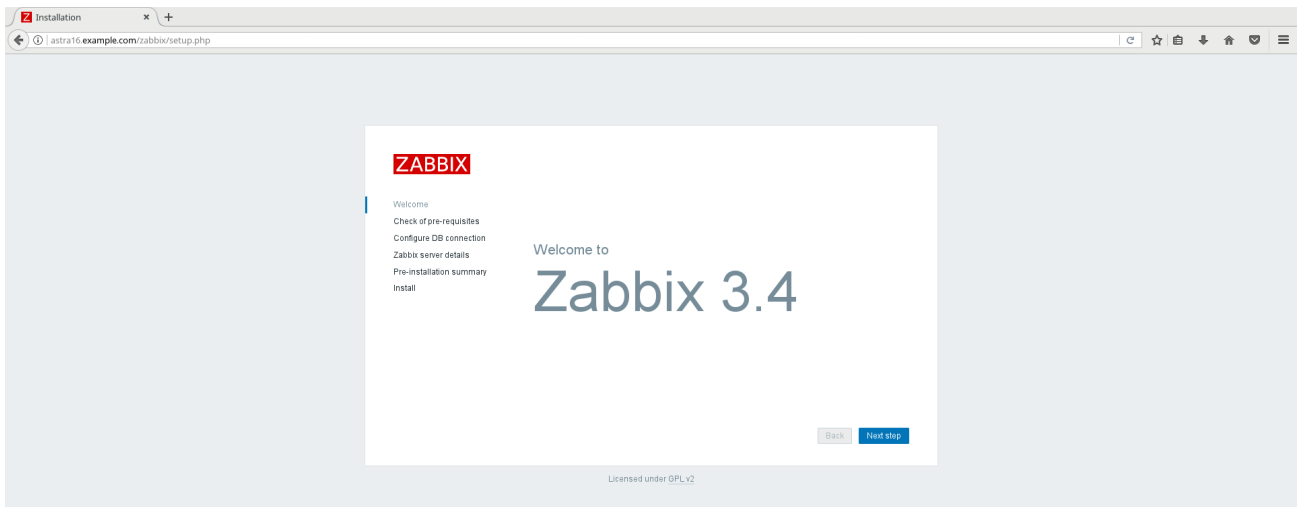 Installation
astra16.example.com/zabbix/setup.php
ZABBIX
Welcome
Check of pre-requisites
Configure DB connection
Zabbix server details
Pre-installation summary
Install
Welcome to
Zabbix 3.4
Back
Next step
Licensed under GPL v2